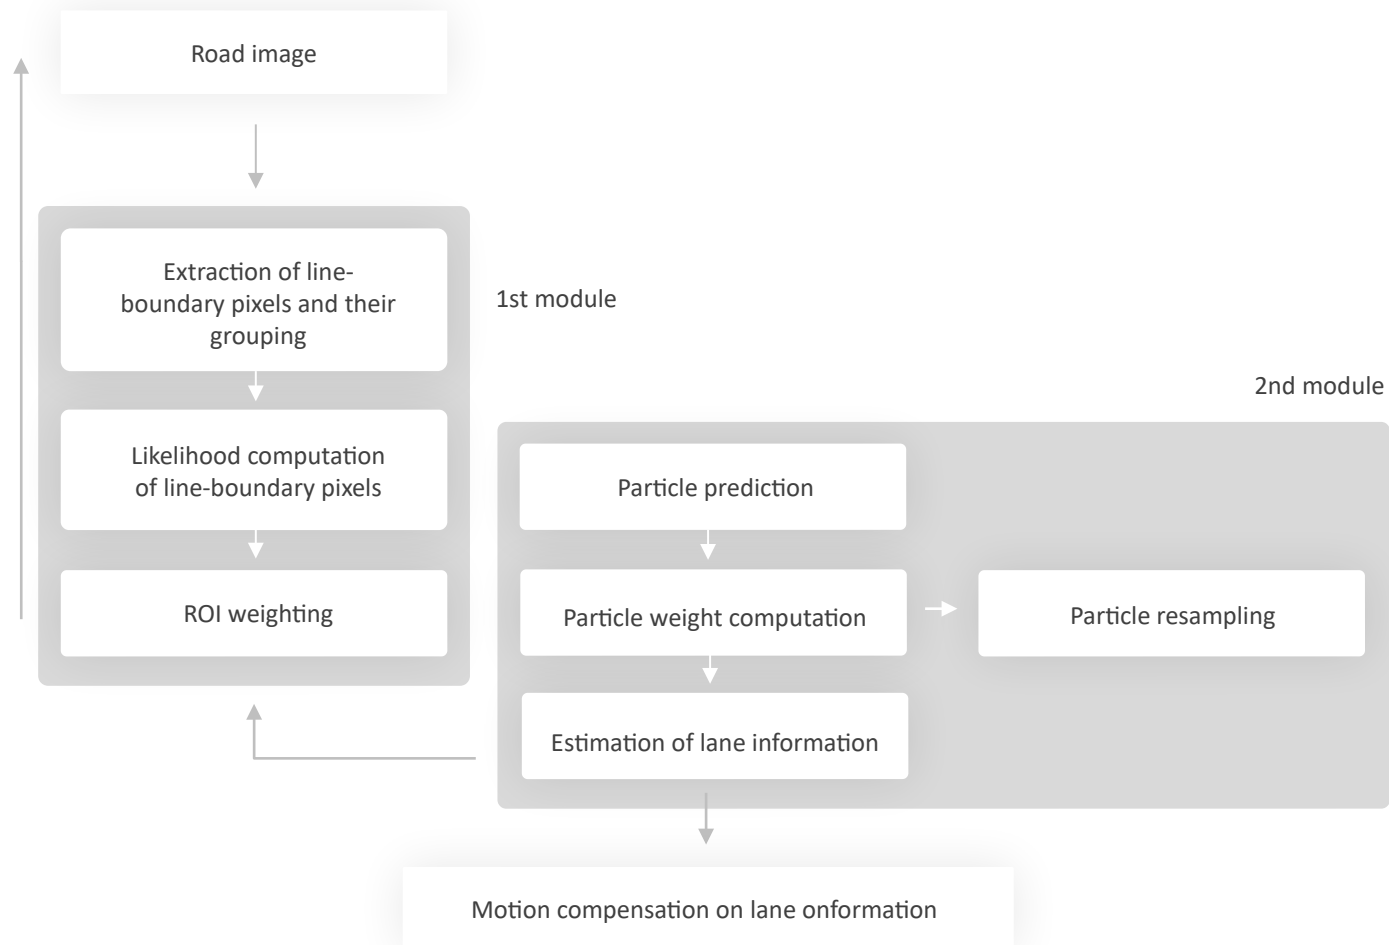 Road image
Extraction of line-
boundary pixels and their
grouping
1st module
Likelihood computation
of line-boundary pixels
ROI weighting
2nd module
Particle prediction
Particle weight computation
Particle resampling
Estimation of lane information
Motion compensation on lane onformation